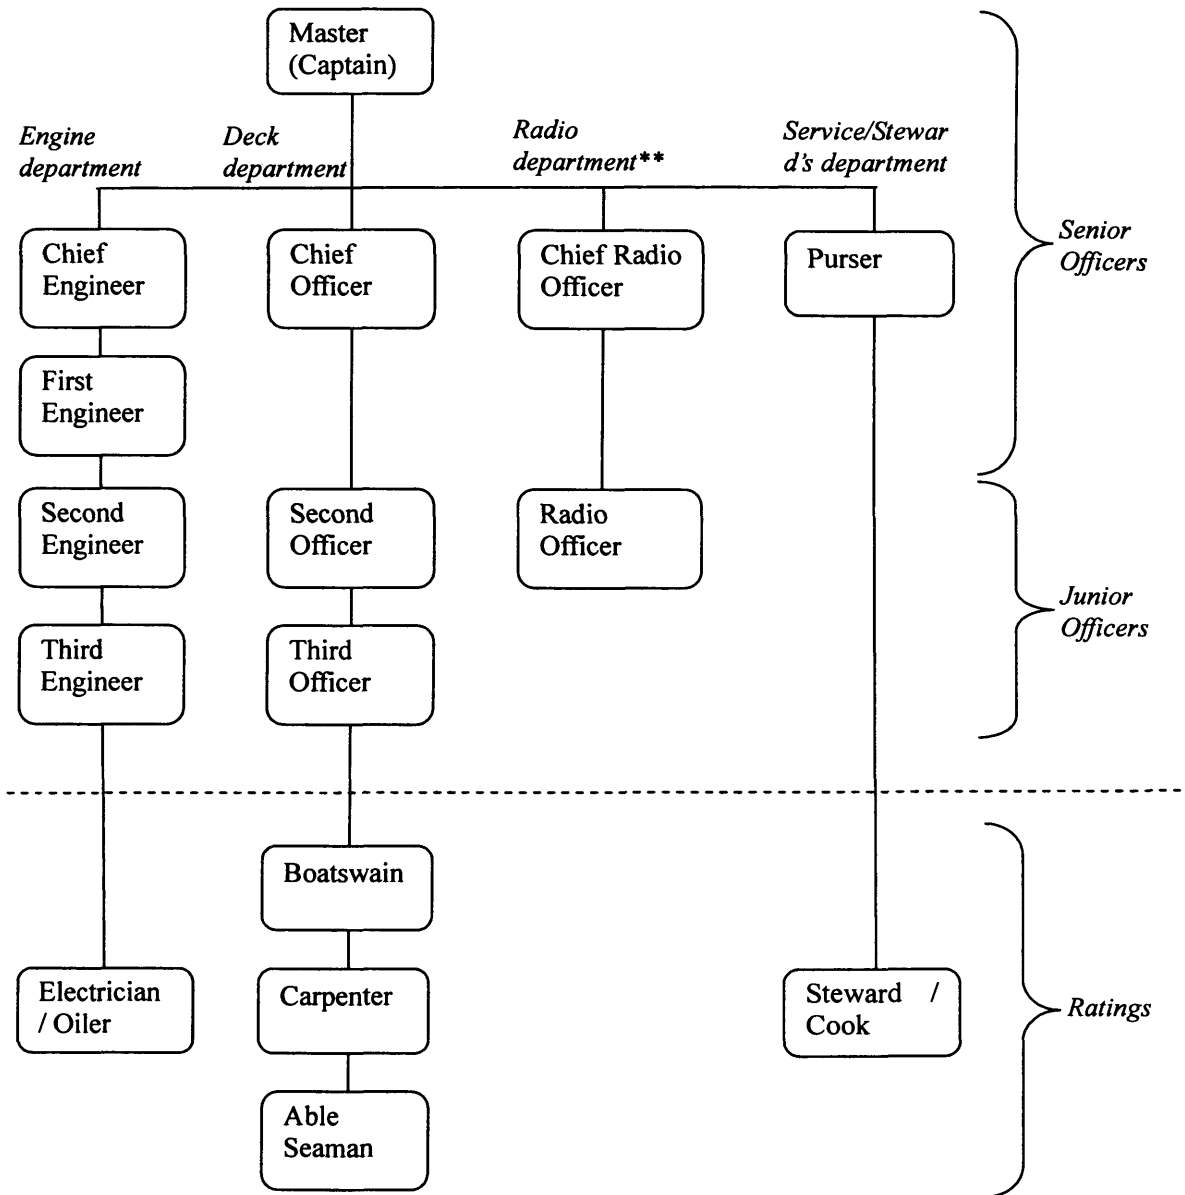 Master
(Captain)
Engine
department
Deck
department
Radio
department**
Service/Stewar
d's department
Chief
Engineer
Chief
Officer
Chief Radio
Officer
Purser
Senior
Officers
First
Engineer
Second
Engineer
Second
Officer
Radio
Officer
Junior
Officers
Third
Engineer
Third
Officer
Boatswain
Electrician
/ Oiler
Carpenter
Steward /
Cook
Ratings
Able
Seaman